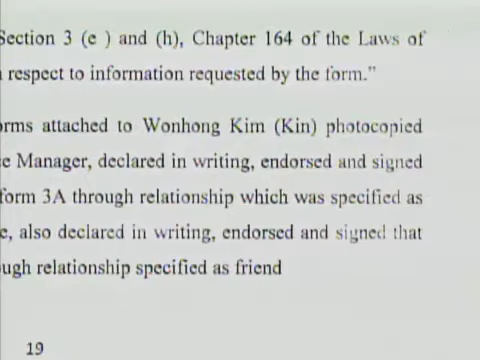 Section 3 (e ) and (h), Chapter 164 of the Laws of
respect to information requested by the form."
attached to Wonhong Kim (Kin) photocopied
Manager, declared in writing, endorsed and signed
form 3A through relationship which was specified as
also declared in writing, endorsed and signed that
relationship specified as friend
19